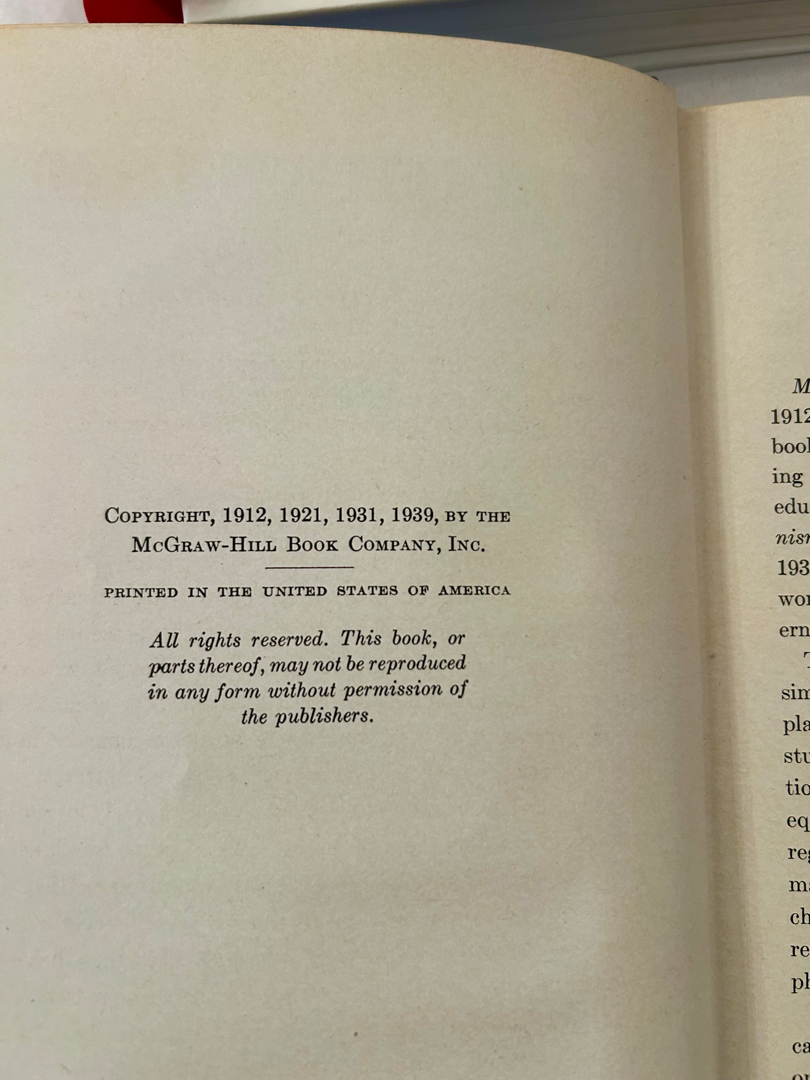 Copyright, 1912, 1921, 1931, 1939, by the
McGraw-Hill Book Company, Inc.
PRINTED IN THE UNITED STATES OF AMERICA
All rights reserved. This book, or
parts thereof, may not be reproduced
in any form without permission of
the publishers.
1912
ing